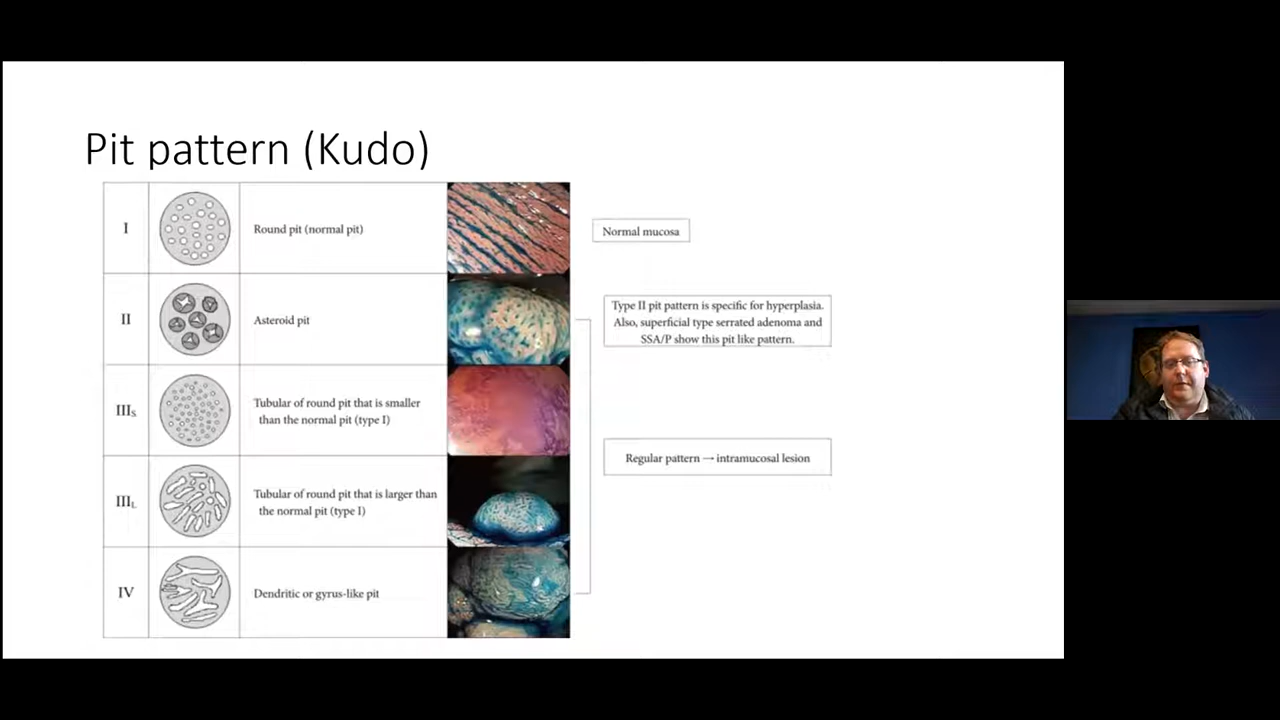 Pit pattern (Kudo)
I
Round pit (normal pit)
Normal mucosa
II
Asteroid pit
Type II pit pattern is specific for hyperplasia.
Also, superficial type serrated adenoma and
SSA/P show this pit like pattern.
IIIS
Tubular of round pit that is smaller
than the normal pit (type I)
Regular pattern → intramucosal lesion
IIIL
Tubular of round pit that is larger than
the normal pit (type I)
IV
Dendritic or gyrus-like pit